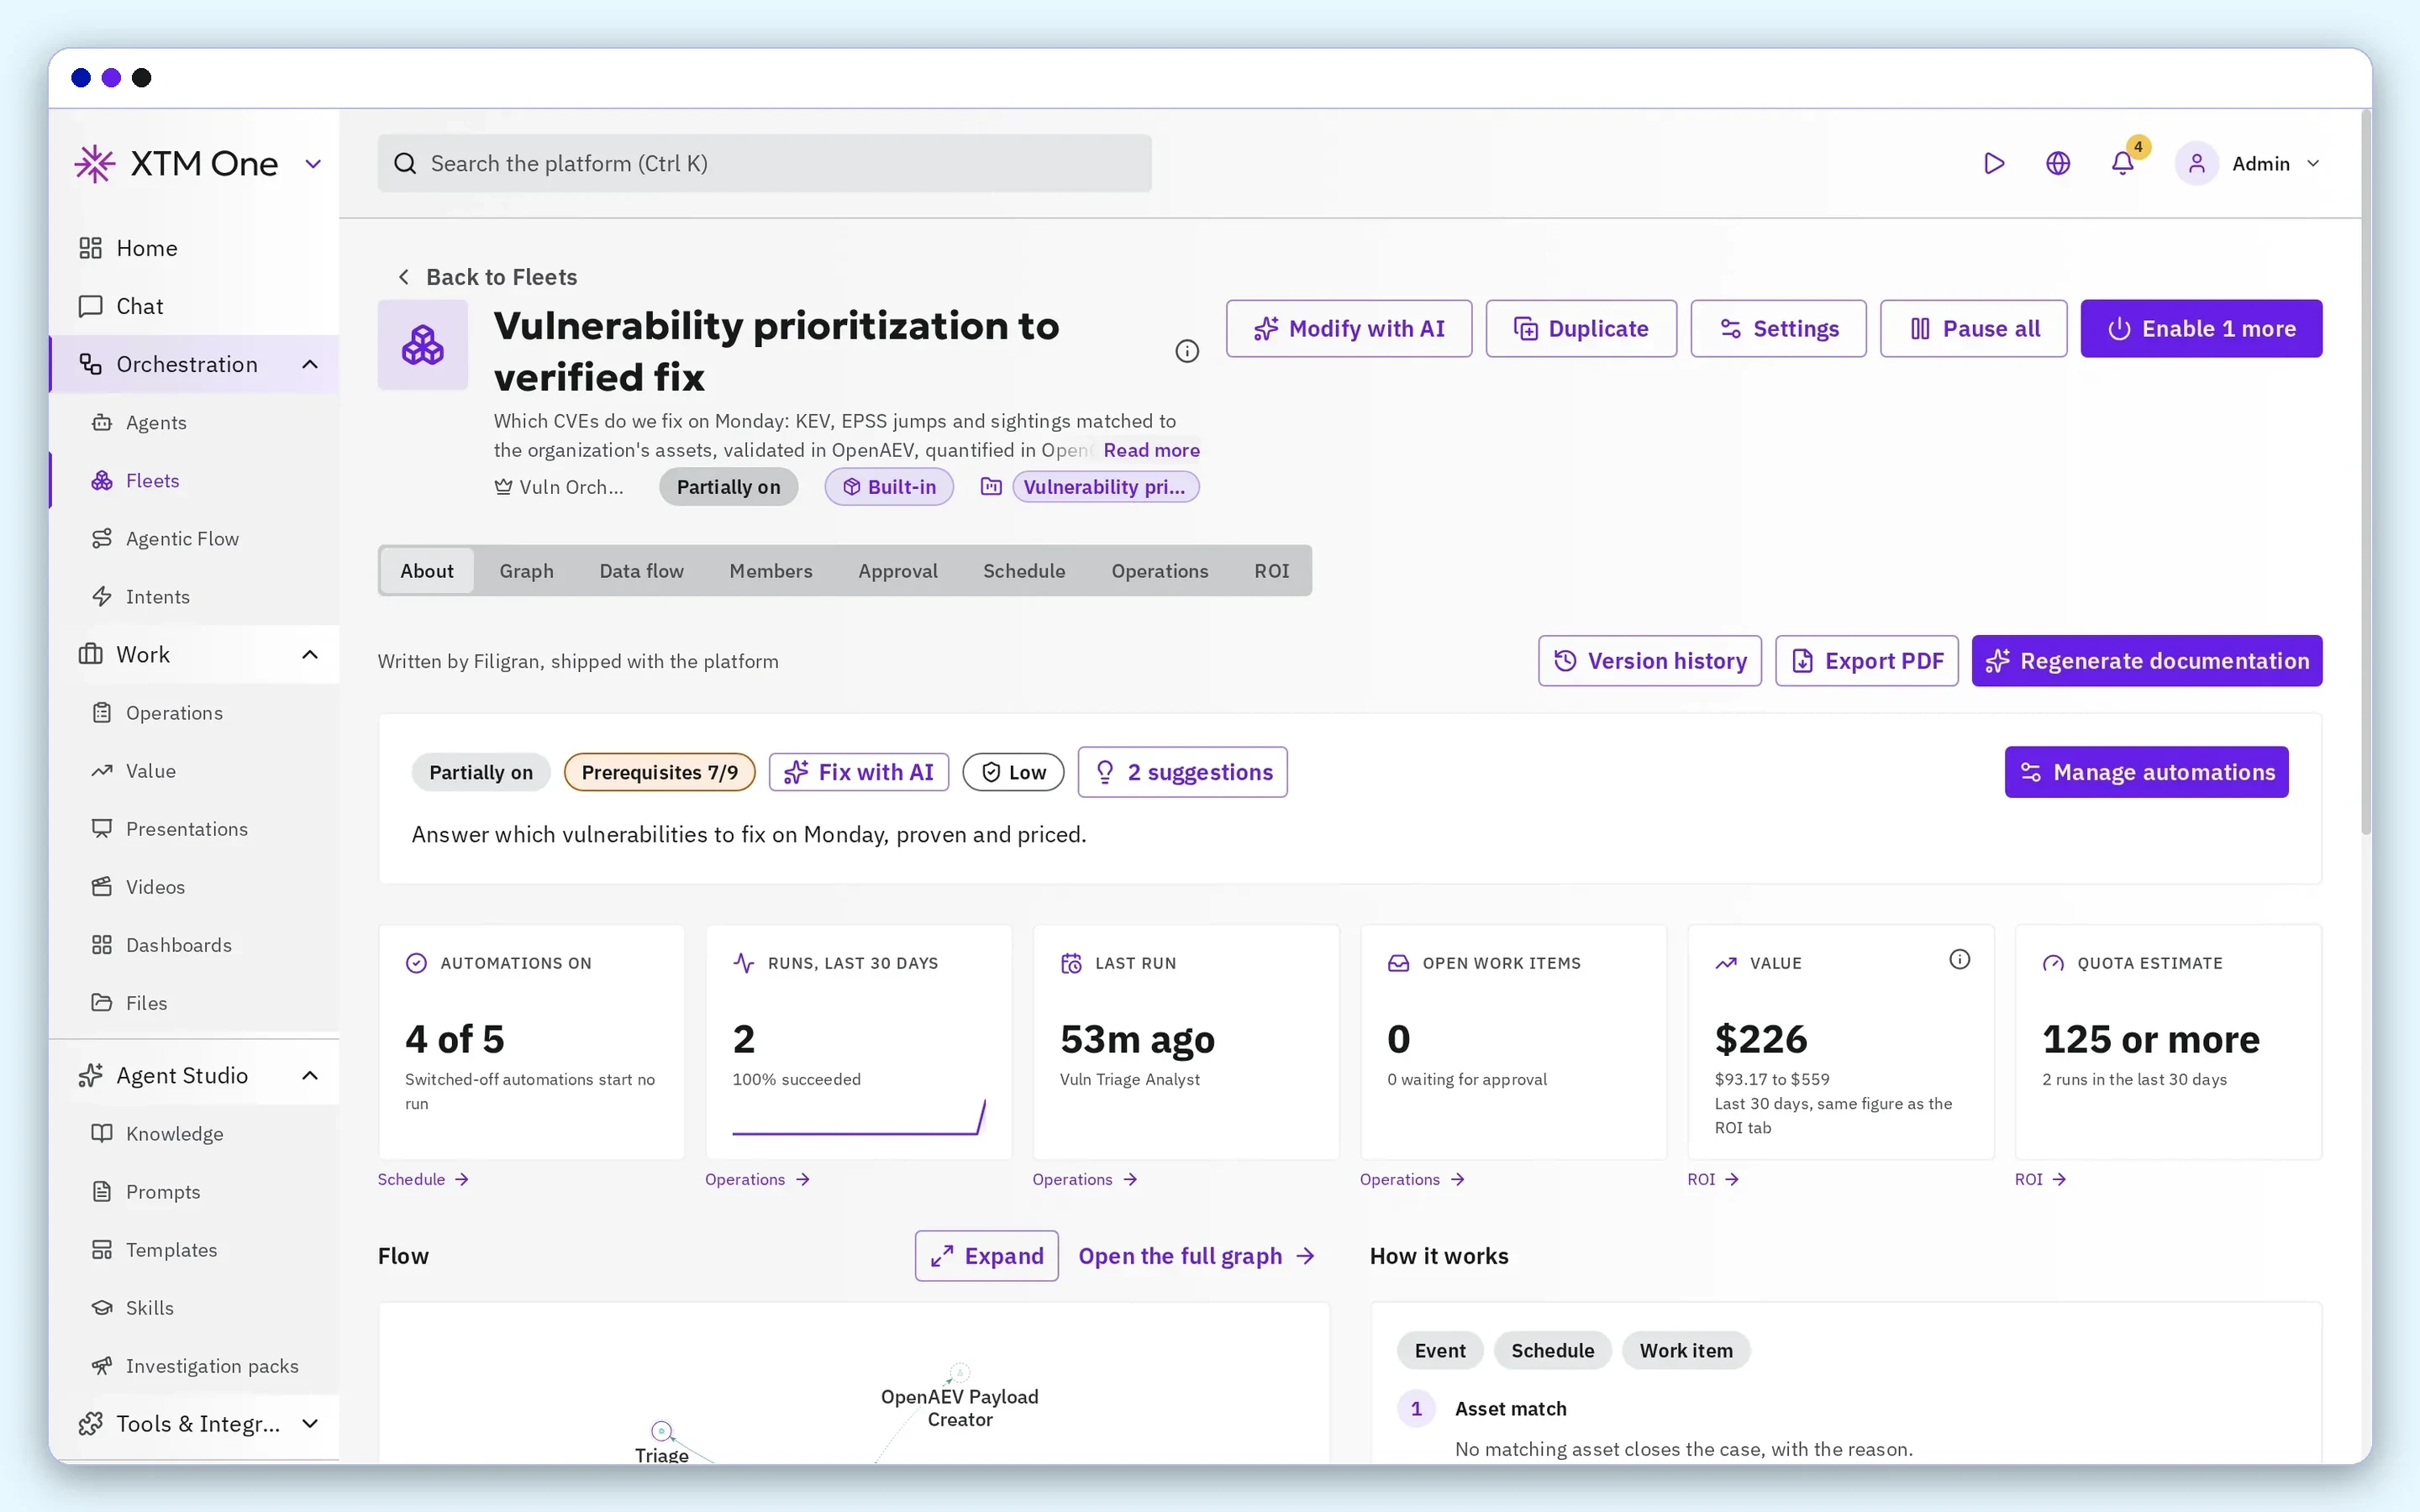 XTM One
Search the platform (Ctrl K)
4
Admin
Home
Chat
Orchestration
Agents
Fleets
Agentic Flow
Intents
Work
Operations
Value
Presentations
Videos
Dashboards
Files
Agent Studio
Knowledge
Prompts
Templates
Skills
Investigation packs
Tools & Integr...
Back to Fleets
Vulnerability prioritization to
verified fix
Modify with AI
Duplicate
Settings
Pause all
Enable 1 more
Which CVEs do we fix on Monday: KEV, EPSS jumps and sightings matched to
the organization's assets, validated in OpenAEV, quantified in Open
Read more
Vuln Orch...
Partially on
Built-in
Vulnerability pri...
About
Graph
Data flow
Members
Approval
Schedule
Operations
ROI
Written by Filigran, shipped with the platform
Version history
Export PDF
Regenerate documentation
Partially on
Prerequisites 7/9
Fix with AI
Low
2 suggestions
Manage automations
Answer which vulnerabilities to fix on Monday, proven and priced.
AUTOMATIONS ON
4 of 5
Switched-off automations start no
run
Schedule
RUNS, LAST 30 DAYS
2
100% succeeded
Operations
LAST RUN
53m ago
Vuln Triage Analyst
Operations
OPEN WORK ITEMS
0
0 waiting for approval
Operations
VALUE
$226
$93.17 to $559
Last 30 days, same figure as the
ROI tab
ROI
QUOTA ESTIMATE
125 or more
2 runs in the last 30 days
ROI
Flow
Expand
Open the full graph
OpenAEV Payload
Creator
Triage
How it works
Event
Schedule
Work item
1
Asset match
No matching asset closes the case, with the reason.